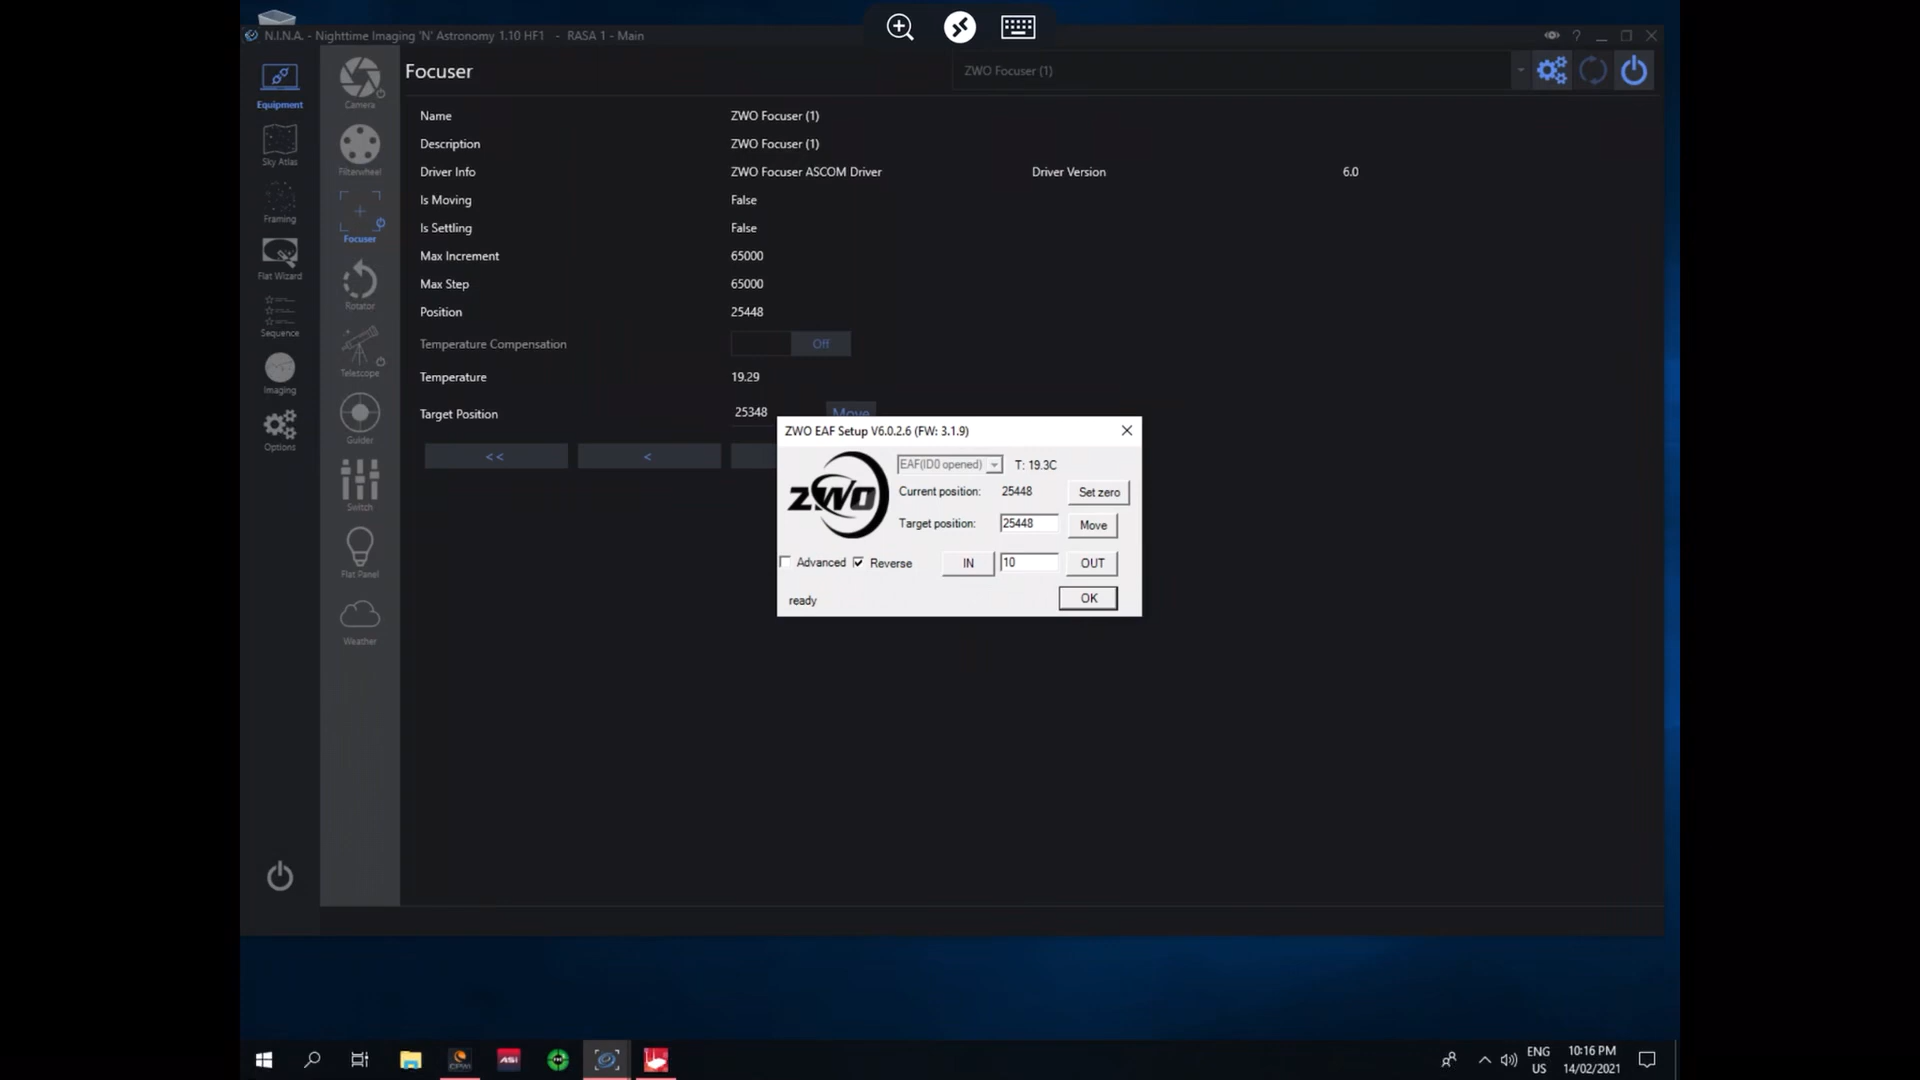 N.I.N.A. - Nighttime Imaging 'N' Astronomy 1.10 HF1 - RASA 1 - Main
?
Equipment
Sky Atlas
Framing
Flat Wizard
Sequence
Imaging
Options
Camera
Filterwheel
Focuser
Rotator
Telescope
Guider
Switch
Flat Panel
Weather
Focuser
ZWO Focuser (1)
Name ZWO Focuser (1)
Description ZWO Focuser (1)
Driver Info ZWO Focuser ASCOM Driver Driver Version 6.0
Is Moving False
Is Settling False
Max Increment 65000
Max Step 65000
Position 25448
Temperature Compensation Off
Temperature 19.29
Target Position 25348 Move
<< <
ZWO EAF Setup V6.0.2.6 (FW: 3.1.9)
ZWO
EAF(ID0 opened) T: 19.3C
Current position: 25448 Set zero
Target position: 25448 Move
Advanced Reverse IN 10 OUT
ready OK
CPWI
ASI
ENG
US
10:16 PM
14/02/2021